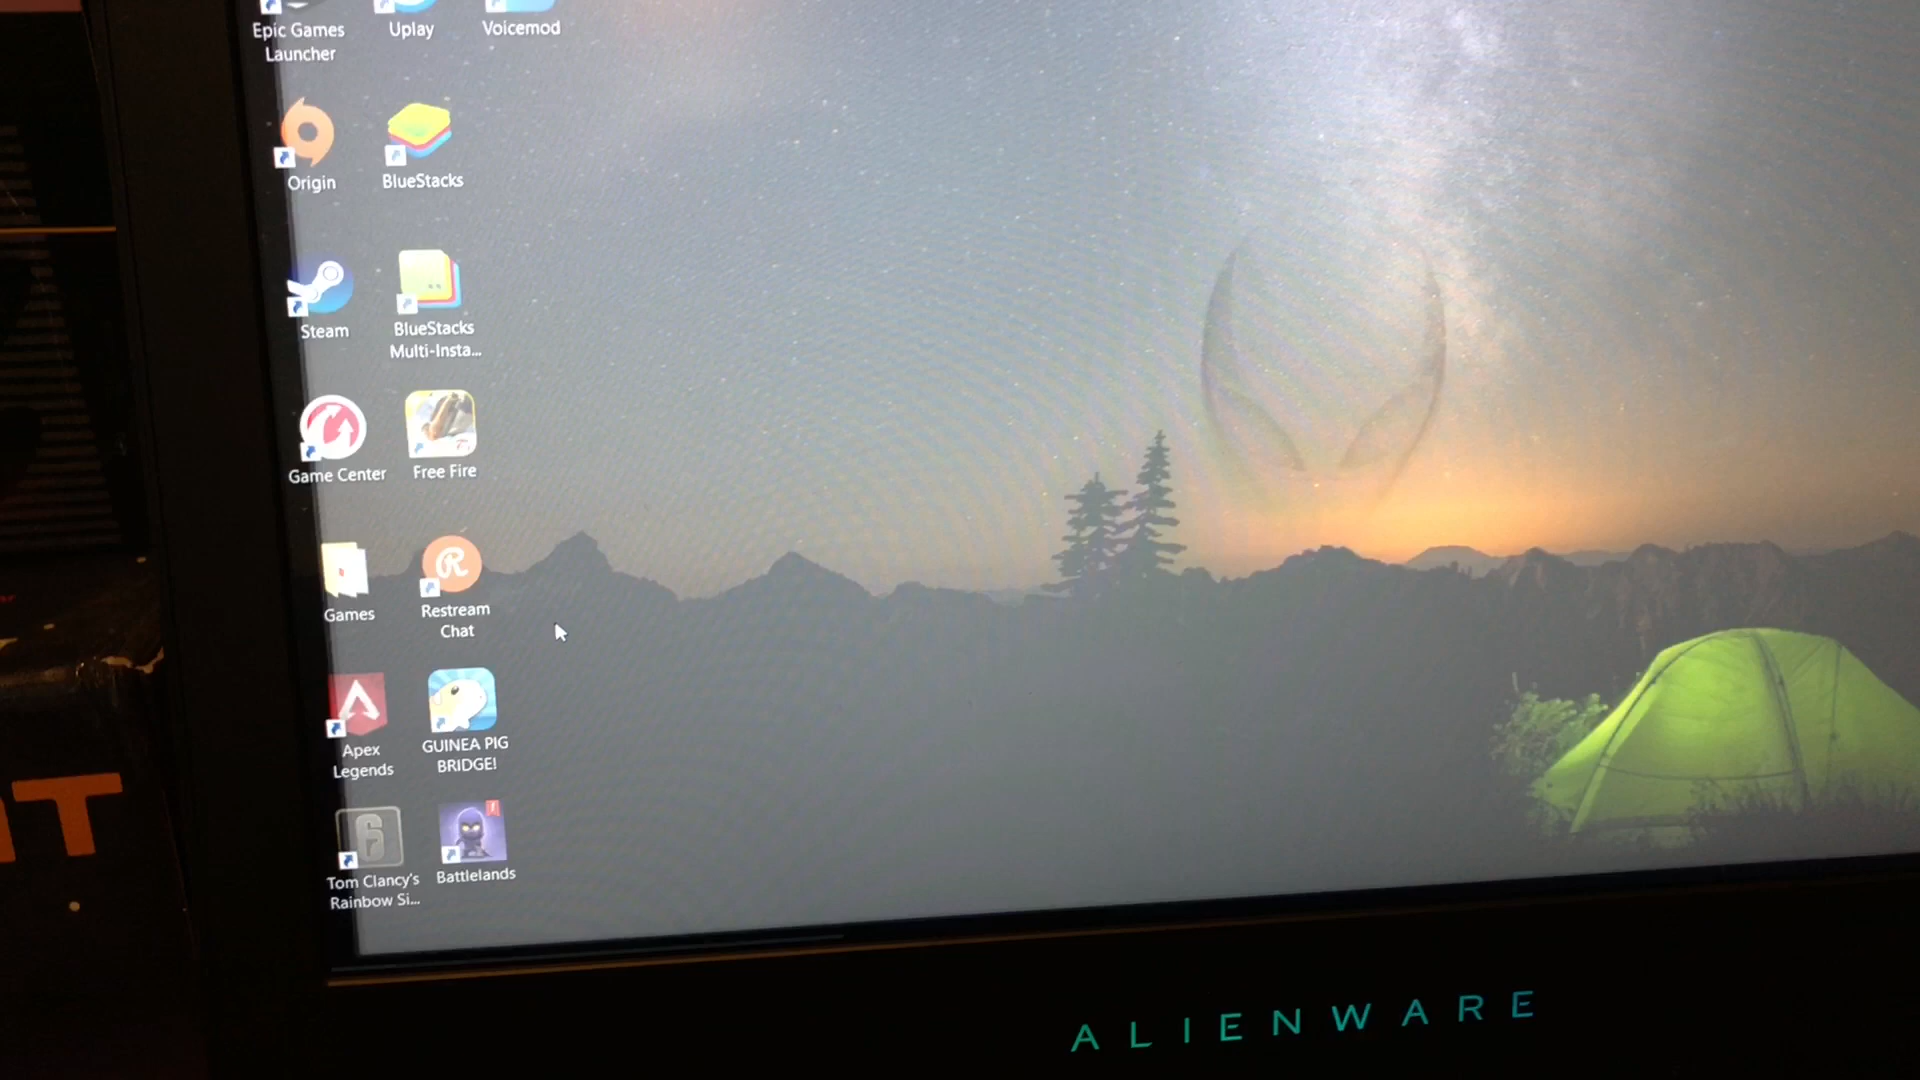 Epic Games
Launcher
Uplay
Voicemod
Origin
BlueStacks
Steam
BlueStacks
Multi-Insta...
Game Center
Free Fire
Games
Restream
Chat
Apex
Legends
GUINEA PIG
BRIDGE!
6
Tom Clancy's
Rainbow Si...
Battlelands
ALIENWARE